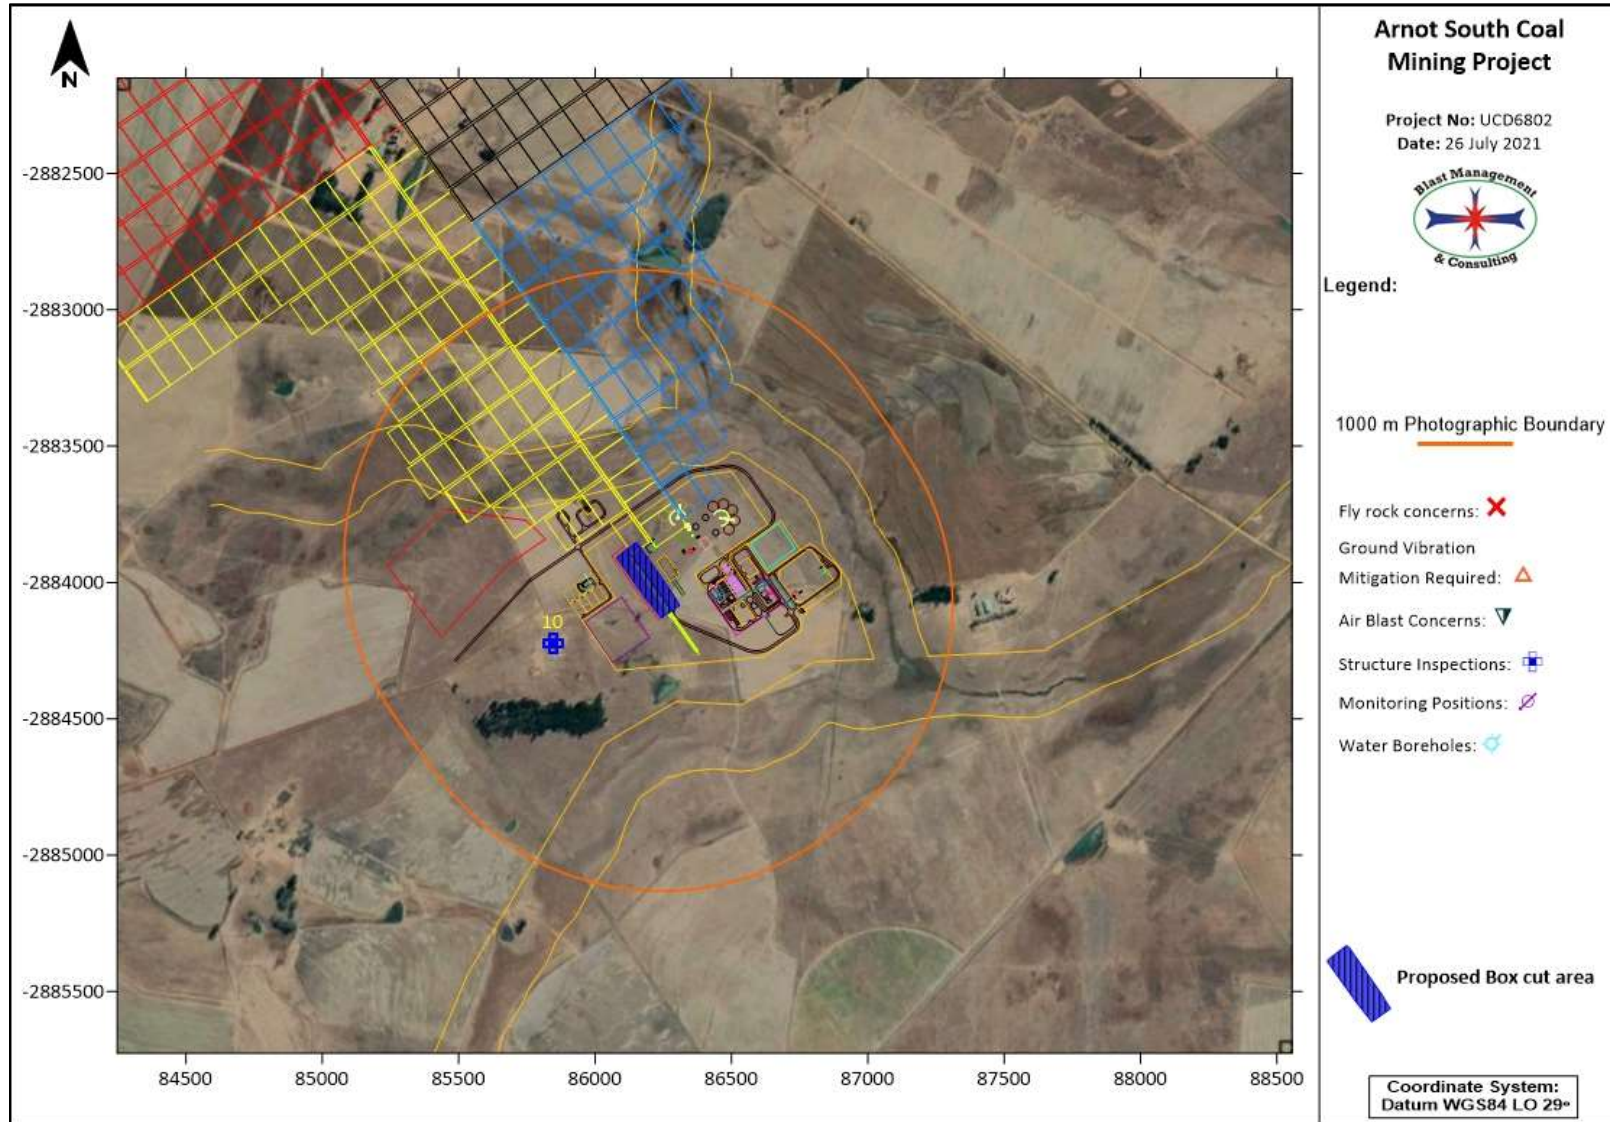 Arnot South Coal
Mining Project
Project No: UCD6802
Date: 26 July 2021
Blast Management
& Consulting
Legend:
1000 m Photographic Boundary
Fly rock concerns:
Ground Vibration
Mitigation Required:
Air Blast Concerns:
Structure Inspections:
Monitoring Positions:
Water Boreholes:
Proposed Box cut area
Coordinate System:
Datum WGS84 LO 29°
N
-2882500
-2883000
-2883500
-2884000
-2884500
-2885000
-2885500
10
84500 85000 85500 86000 86500 87000 87500 88000 88500